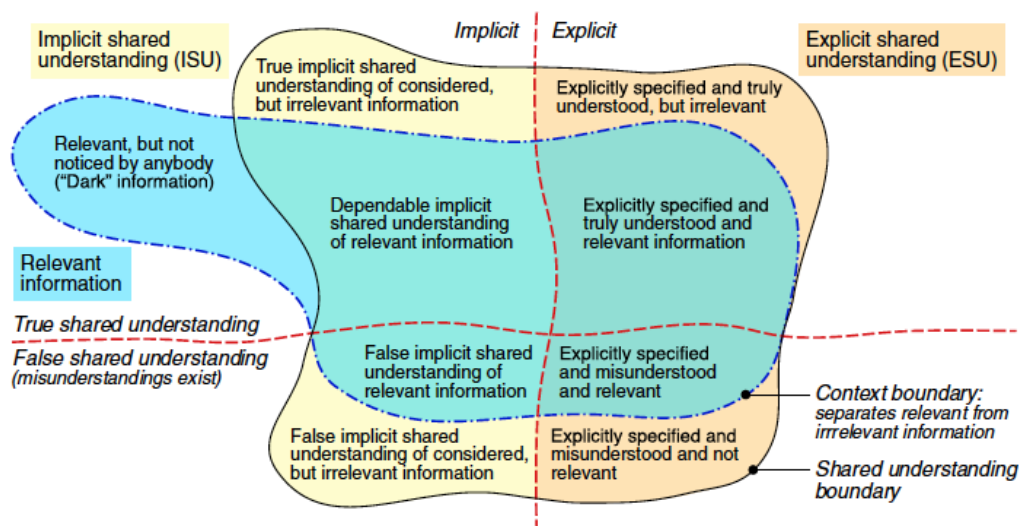 Implicit shared
understanding (ISU)
Implicit
Explicit
Explicit shared
understanding (ESU)
True implicit shared
understanding of considered,
but irrelevant information
Explicitly specified and truly
understood, but irrelevant
Relevant, but not
noticed by anybody
("Dark" information)
Dependable implicit
shared understanding
of relevant information
Explicitly specified and
truly understood and
relevant information
Relevant
information
True shared understanding
False shared understanding
(misunderstandings exist)
False implicit shared
understanding of
relevant information
Explicitly specified
and misunderstood
and relevant
Context boundary:
separates relevant from
irrrelevant information
False implicit shared
understanding of considered,
but irrelevant information
Explicitly specified and
misunderstood and not
relevant
Shared understanding
boundary